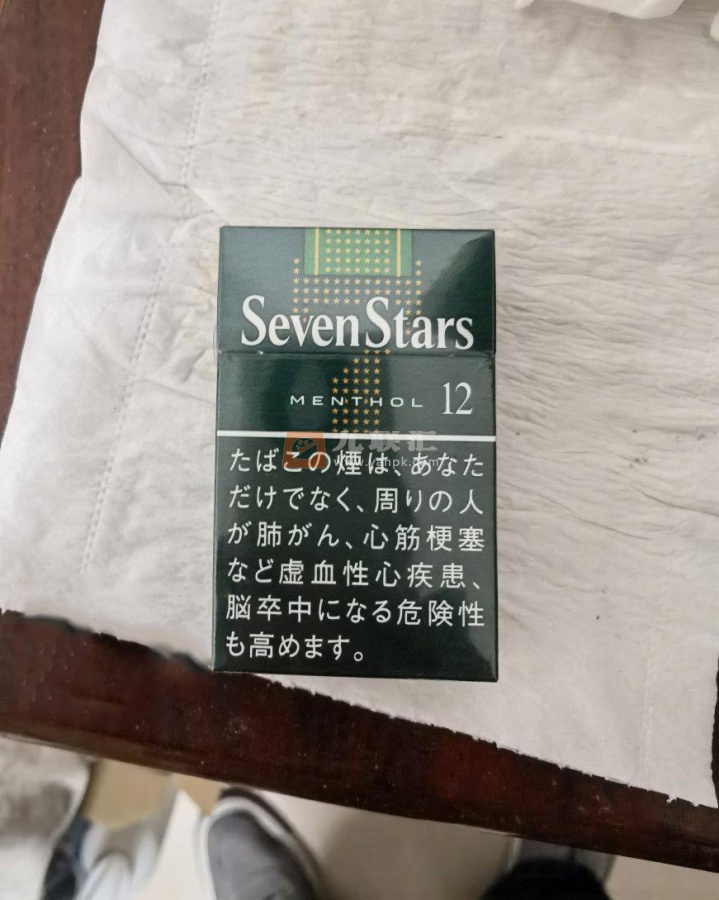 Seven Stars
MENTHOL 12
たばこの煙は、あなた
だけでなく、周りの人
が肺がん、心筋梗塞
など虚血性心疾患、
脳卒中になる危険性
も高めます。